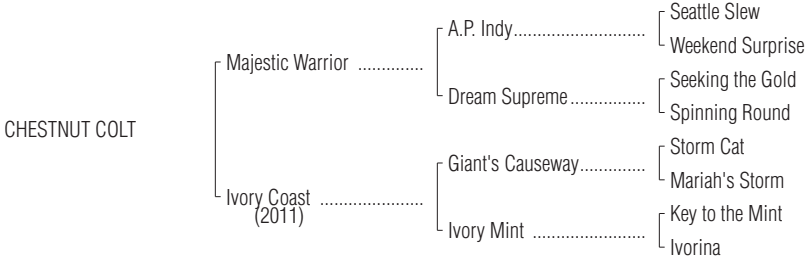 Seattle Slew
A.P. Indy..............................
Weekend Surprise
Majestic Warrior ..............
Seeking the Gold
Dream Supreme.................
Spinning Round
CHESTNUT COLT
Storm Cat
Giant's Causeway...............
Mariah's Storm
Ivory Coast ......................
(2011)
Key to the Mint
Ivory Mint .........................
Ivorina